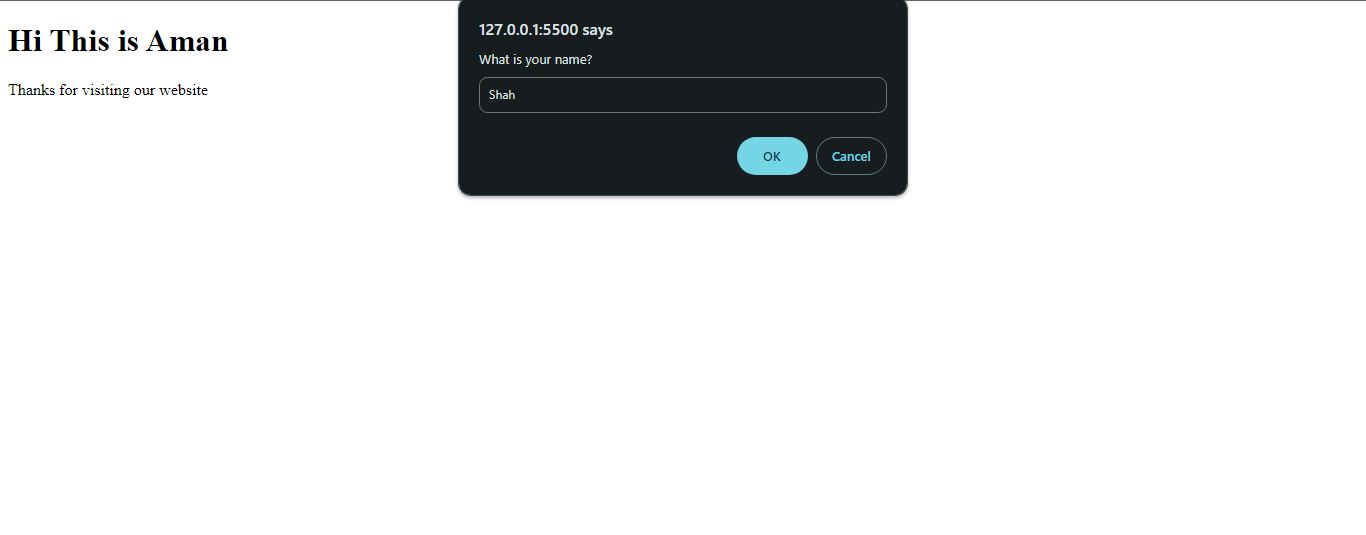 Hi This is Aman
Thanks for visiting our website
127.0.0.1:5500 says
What is your name?
Shah
OK Cancel